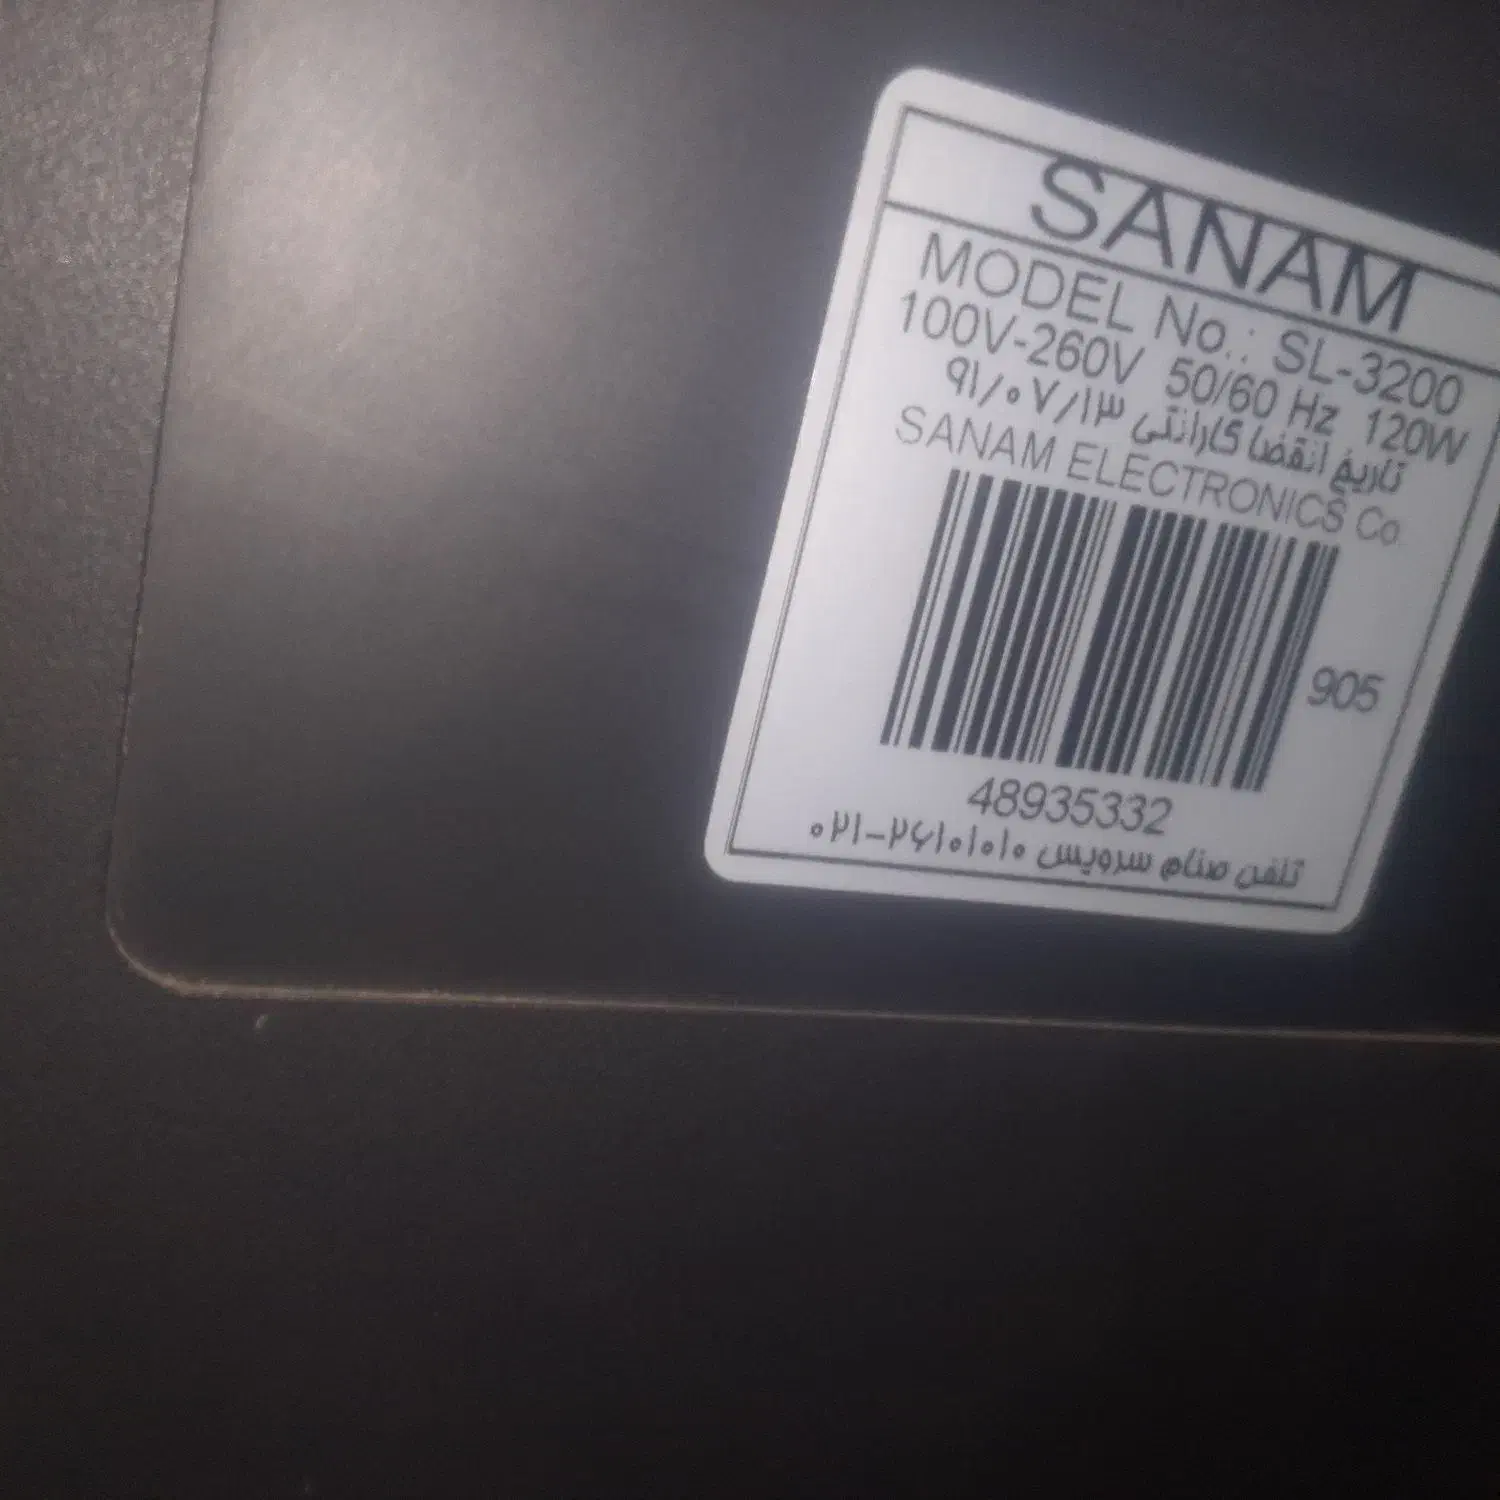 SANAM
MODEL No.: SL-3200
100V-260V 50/60 Hz 120W
تاریخ انقضا گارانتی ۹۱/۰۷/۱۳
SANAM ELECTRONICS Co.
905
48935332
تلفن صنام سرویس ۰۲۱-۲۶۱۰۱۰۱۰